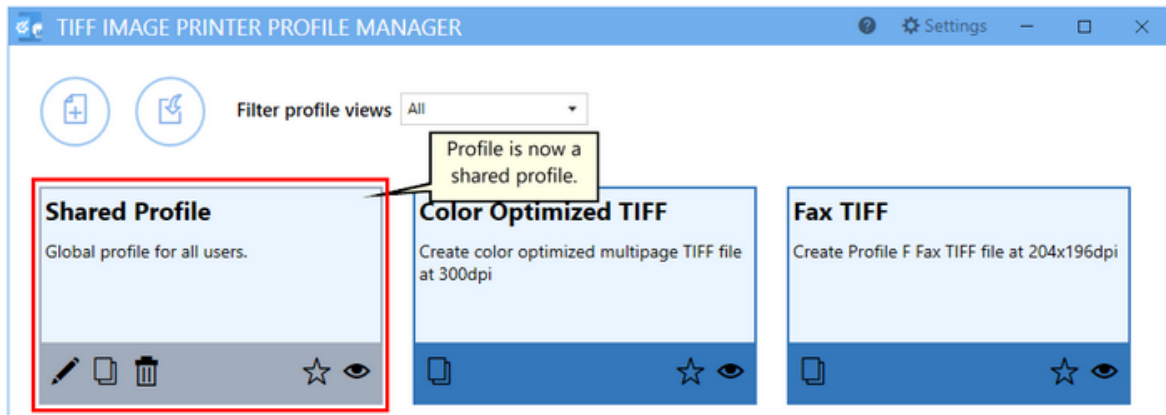 TIFF IMAGE PRINTER PROFILE MANAGER
Settings
Filter profile views
All
Profile is now a
shared profile.
Shared Profile
Global profile for all users.
Color Optimized TIFF
Create color optimized multipage TIFF file
at 300dpi
Fax TIFF
Create Profile F Fax TIFF file at 204x196dpi